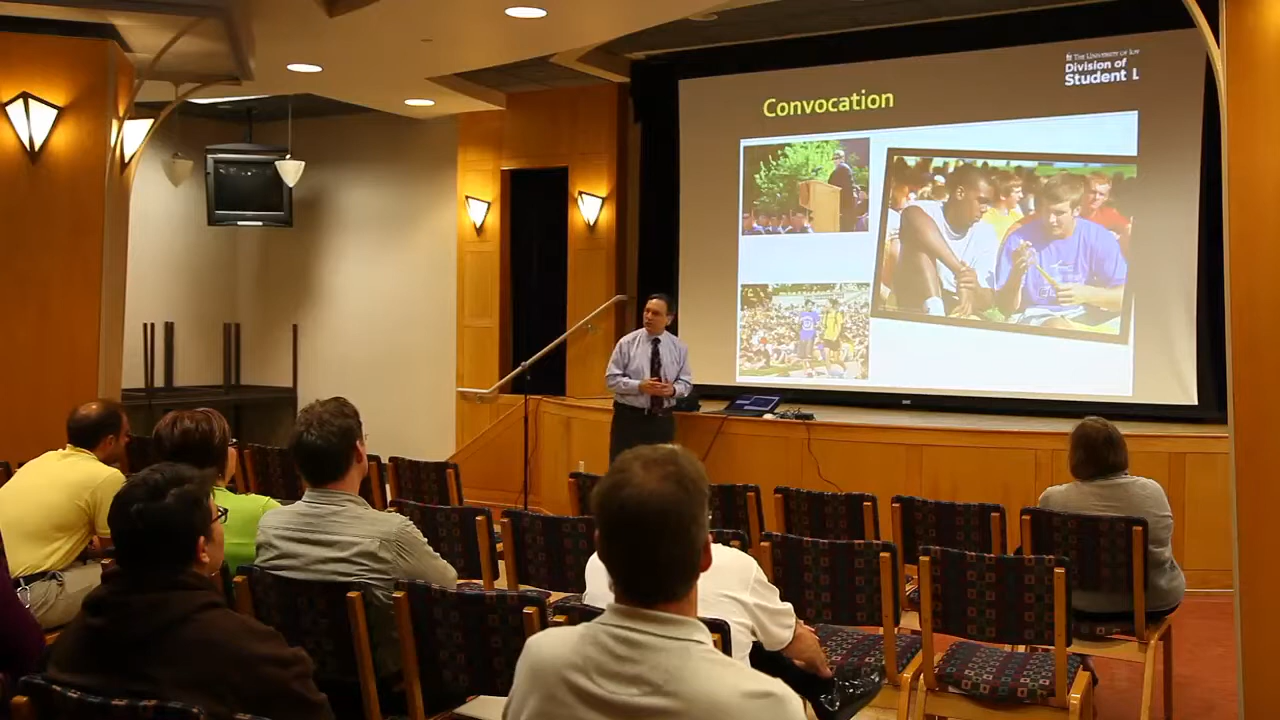 THE UNIVERSITY OF IOW
Division of
Student L
Convocation